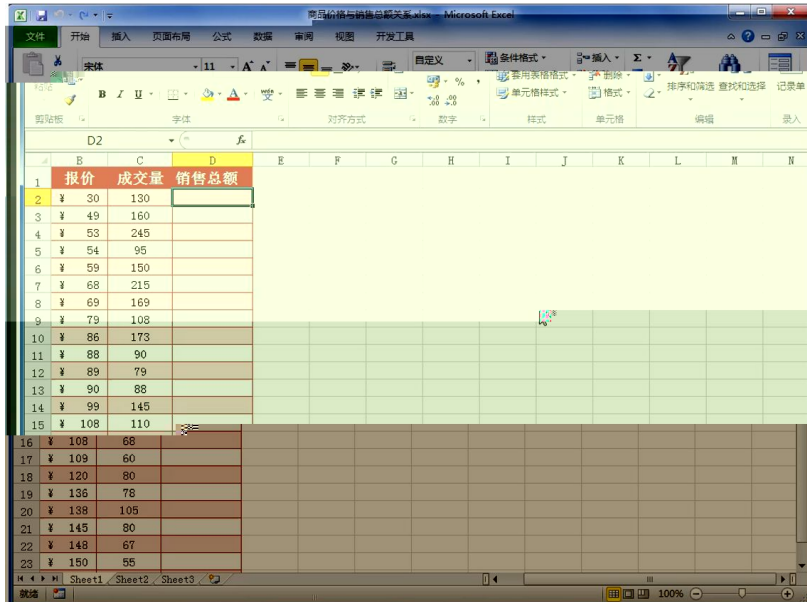 商品价格与销售总额关系.xlsx - Microsoft Excel
文件 开始 插入 页面布局 公式 数据 审阅 视图 开发工具
宋体 11 A A 自定义 条件格式 插入 Σ
B I U A wén 文 % 套用表格格式 删除 排序和筛选 查找和选择 记录单
单元格样式 格式
剪贴板 字体 对齐方式 数字 样式 单元格 编辑 录入
D2 fx
B C D E F G H I J K L M N
1 报价 成交量 销售总额
2 ¥ 30 130
3 ¥ 49 160
4 ¥ 53 245
5 ¥ 54 95
6 ¥ 59 150
7 ¥ 68 215
8 ¥ 69 169
9 ¥ 79 108
10 ¥ 86 173
11 ¥ 88 90
12 ¥ 89 79
13 ¥ 90 88
14 ¥ 99 145
15 ¥ 108 110
16 ¥ 108 68
17 ¥ 109 60
18 ¥ 120 80
19 ¥ 136 78
20 ¥ 138 105
21 ¥ 145 80
22 ¥ 148 67
23 ¥ 150 55
Sheet1 Sheet2 Sheet3
就绪 100%